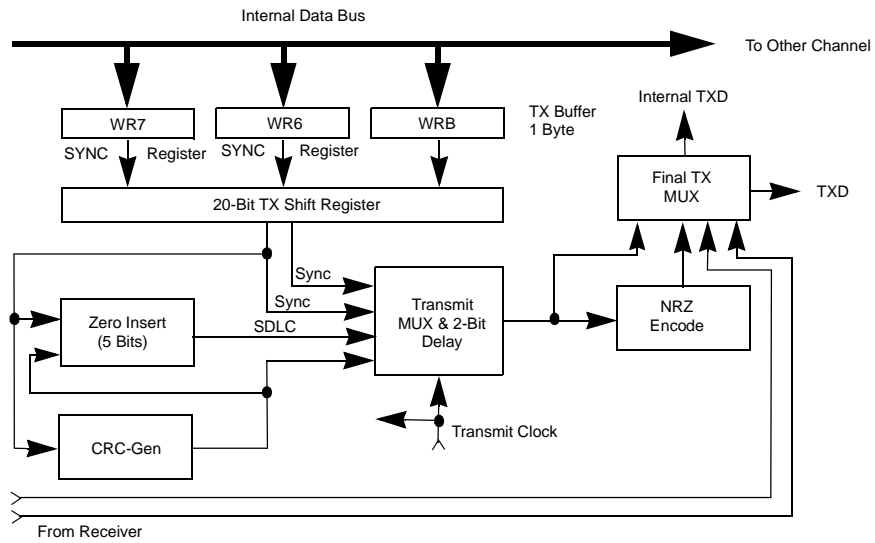 Internal Data Bus
To Other Channel
Internal TXD
TX Buffer
1 Byte
WR7
WR6
WRB
SYNC Register
SYNC Register
Final TX
MUX
TXD
20-Bit TX Shift Register
Sync
Sync
Zero Insert
(5 Bits)
SDLC
Transmit
MUX & 2-Bit
Delay
NRZ
Encode
Transmit Clock
CRC-Gen
From Receiver